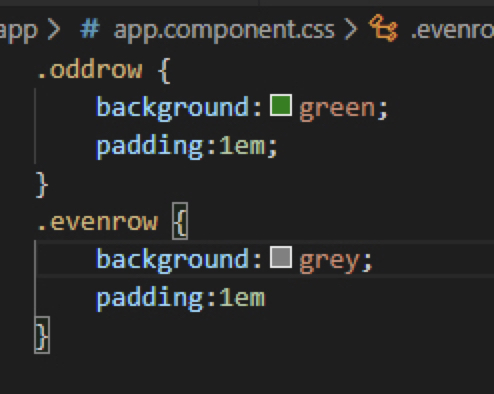 app > # app.component.css > .evenro
.oddrow {
background: green;
padding:1em;
}
.evenrow {
background: grey;
padding:1em
}